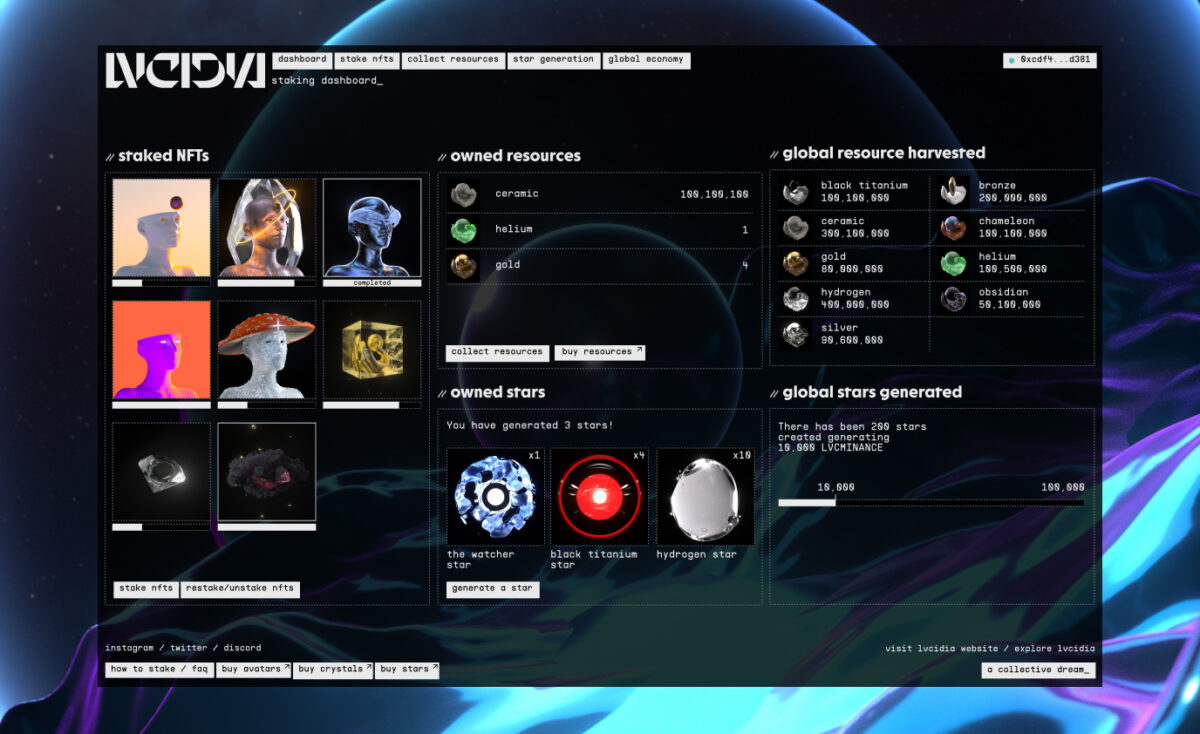 LVCIDIA
dashboard
stake nfts
collect resources
star generation
global economy
0xcdf4...d381
staking dashboard_
// staked NFTs
completed
stake nfts
restake/unstake nfts
// owned resources
ceramic 100,100,100
helium 1
gold 4
collect resources
buy resources ↗
// owned stars
You have generated 3 stars!
x1
x4
x10
the watcher
star
black titanium
star
hydrogen star
generate a star
// global resource harvested
black titanium
100,100,000
bronze
200,000,000
ceramic
300,100,000
chameleon
100,100,000
gold
80,000,000
helium
100,500,000
hydrogen
400,000,000
obsidian
50,100,000
silver
90,600,000
// global stars generated
There has been 200 stars
created generating
10,000 LVCMINANCE
10,000
100,000
instagram / twitter / discord
how to stake / faq
buy avatars ↗
buy crystals ↗
buy stars ↗
visit lvcidia website / explore lvcidia
a collective dream_